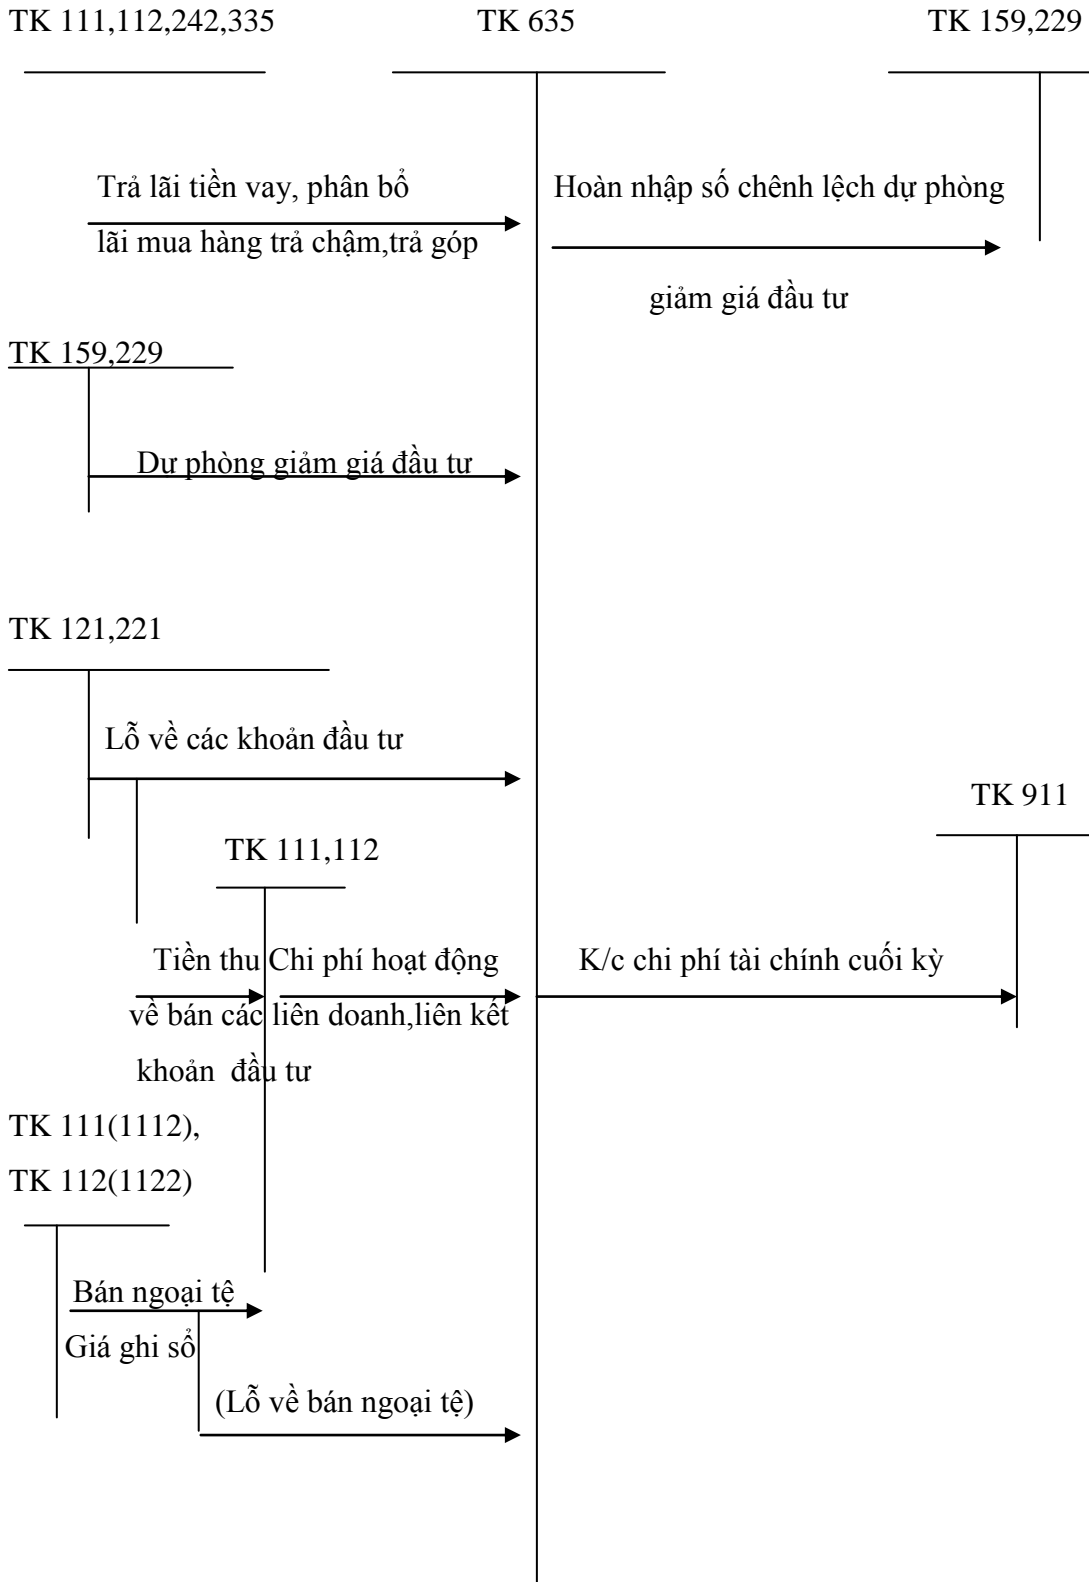 TK 111,112,242,335
TK 635
TK 159,229
Trả lãi tiền vay, phân bổ
lãi mua hàng trả chậm,trả góp
Hoàn nhập số chênh lệch dự phòng
giảm giá đầu tư
TK 159,229
Dư phòng giảm giá đầu tư
TK 121,221
Lỗ về các khoản đầu tư
TK 911
TK 111,112
Tiền thu
về bán các
khoản  đầu tư
Chi phí hoạt động
liên doanh,liên kết
K/c chi phí tài chính cuối kỳ
TK 111(1112),
TK 112(1122)
Bán ngoại tệ
Giá ghi sổ
(Lỗ về bán ngoại tệ)